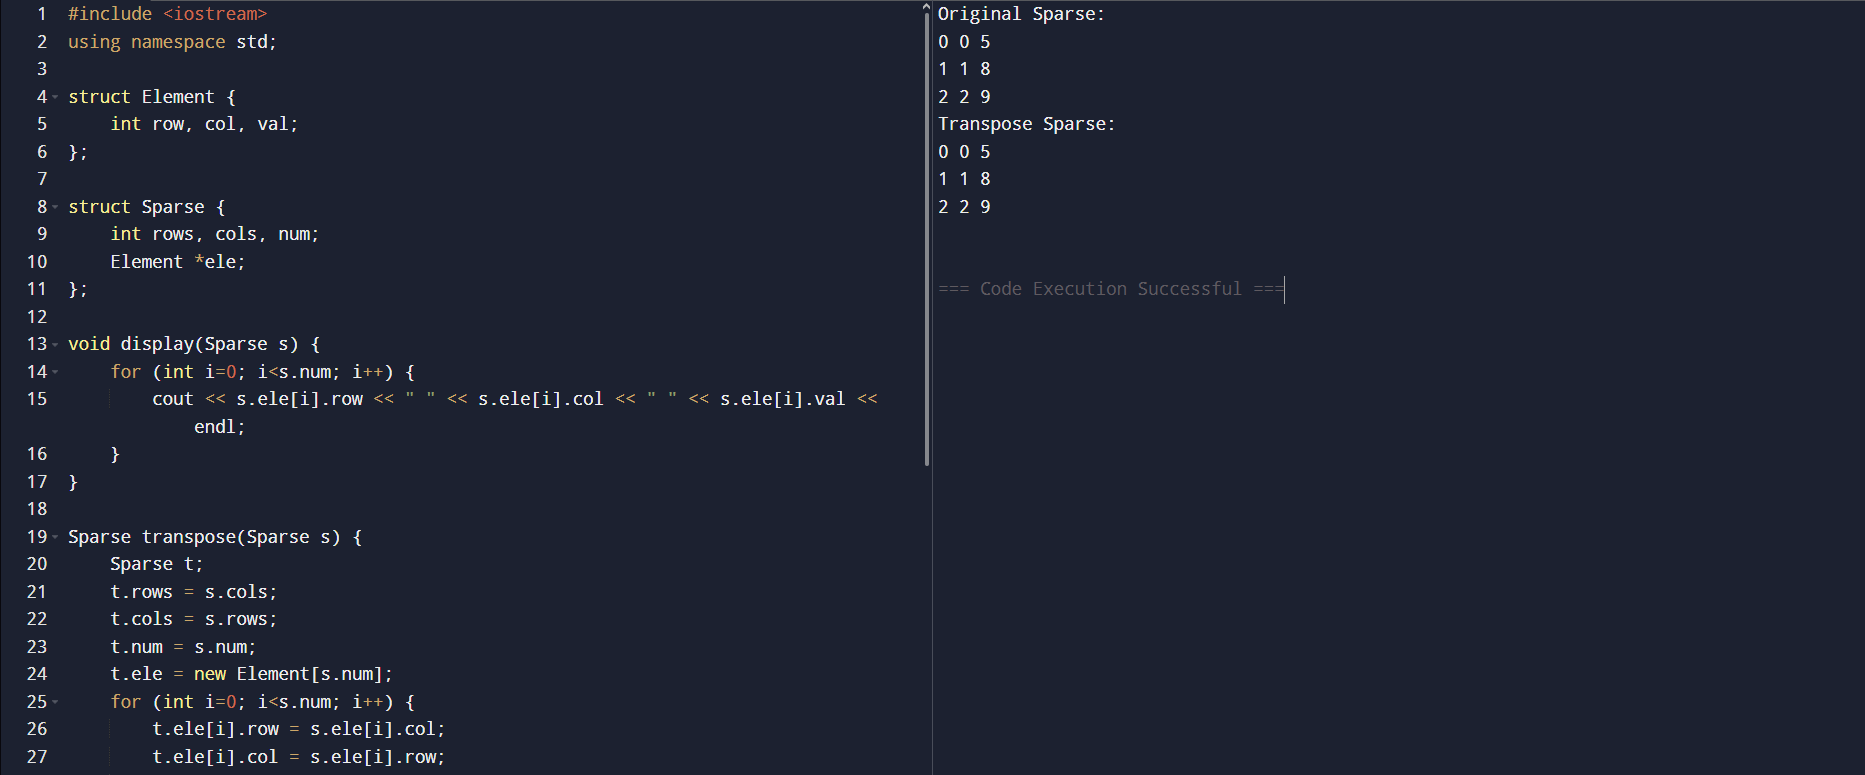 1 #include <iostream>
2 using namespace std;
3
4 struct Element {
5     int row, col, val;
6 };
7
8 struct Sparse {
9     int rows, cols, num;
10     Element *ele;
11 };
12
13 void display(Sparse s) {
14     for (int i=0; i<s.num; i++) {
15         cout << s.ele[i].row << " " << s.ele[i].col << " " << s.ele[i].val <<
            endl;
16     }
17 }
18
19 Sparse transpose(Sparse s) {
20     Sparse t;
21     t.rows = s.cols;
22     t.cols = s.rows;
23     t.num = s.num;
24     t.ele = new Element[s.num];
25     for (int i=0; i<s.num; i++) {
26         t.ele[i].row = s.ele[i].col;
27         t.ele[i].col = s.ele[i].row;
Original Sparse:
0 0 5
1 1 8
2 2 9
Transpose Sparse:
0 0 5
1 1 8
2 2 9
=== Code Execution Successful ===